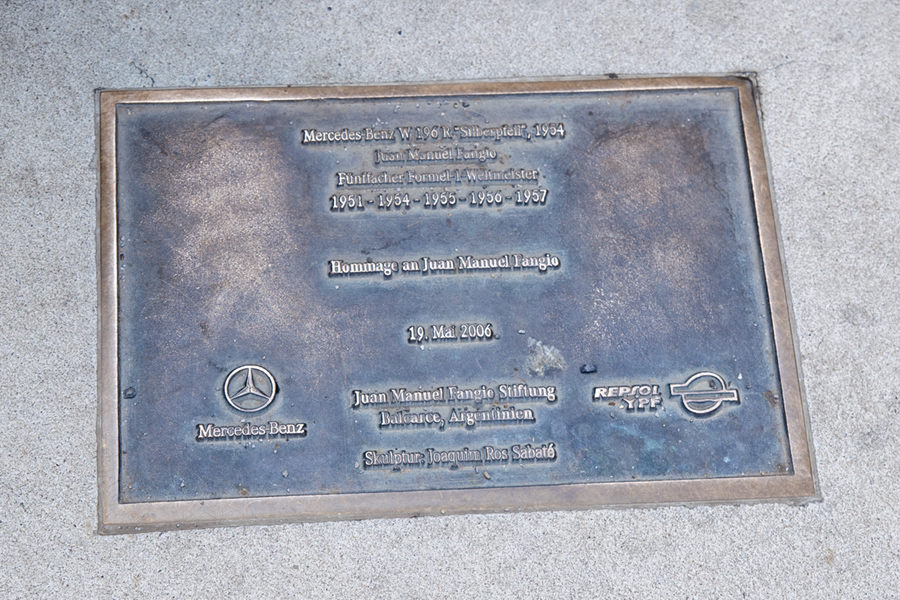 Mercedes-Benz W 196 R "Silberpfeil", 1954
Juan Manuel Fangio
Fünffacher Formel-1-Weltmeister
1951 - 1954 - 1955 - 1956 - 1957
Hommage an Juan Manuel Fangio
19. Mai 2006
Mercedes-Benz
Juan Manuel Fangio Stiftung
Balcarce, Argentinien
Skulptur: Joaquim Ros Sabaté
REPSOL
YPF